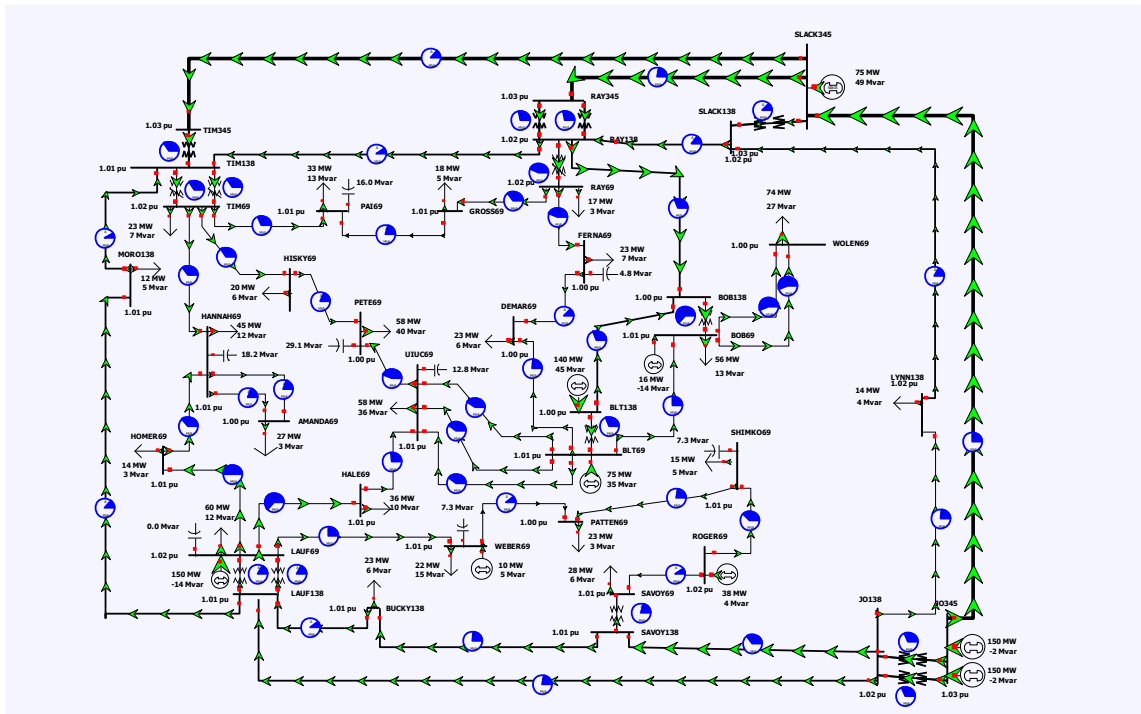 SLACK345
75 MW
49 Mvar
1.03 pu
RAY345
SLACK138
1.03 pu
TIM345
1.02 pu
RAY138
1.03 pu
1.02 pu
1.01 pu
TIM138
33 MW
13 Mvar
16.0 Mvar
18 MW
5 Mvar
1.02 pu
RAY69
74 MW
27 Mvar
1.02 pu
TIM69
1.01 pu
PAI69
1.01 pu
GROSS69
17 MW
3 Mvar
23 MW
7 Mvar
FERNA69
23 MW
7 Mvar
1.00 pu
WOLEN69
MORO138
12 MW
5 Mvar
HISKY69
4.8 Mvar
1.00 pu
20 MW
6 Mvar
PETE69
DEMAR69
1.00 pu
BOB138
1.01 pu
HANNAH69
45 MW
12 Mvar
58 MW
40 Mvar
23 MW
6 Mvar
1.01 pu
BOB69
29.1 Mvar
1.00 pu
UIUC69
1.00 pu
140 MW
45 Mvar
56 MW
13 Mvar
18.2 Mvar
12.8 Mvar
16 MW
-14 Mvar
LYNN138
1.02 pu
14 MW
4 Mvar
1.01 pu
58 MW
36 Mvar
1.00 pu
BLT138
1.00 pu
AMANDA69
SHIMKO69
7.3 Mvar
HOMER69
27 MW
3 Mvar
1.01 pu
1.01 pu
BLT69
15 MW
5 Mvar
14 MW
3 Mvar
1.01 pu
HALE69
75 MW
35 Mvar
36 MW
10 Mvar
1.01 pu
7.3 Mvar
1.01 pu
60 MW
12 Mvar
0.0 Mvar
1.00 pu
PATTEN69
23 MW
3 Mvar
ROGER69
1.02 pu
LAUF69
1.01 pu
WEBER69
150 MW
-14 Mvar
22 MW
15 Mvar
10 MW
5 Mvar
23 MW
6 Mvar
28 MW
6 Mvar
1.02 pu
38 MW
4 Mvar
1.01 pu
LAUF138
1.01 pu
BUCKY138
1.01 pu
SAVOY69
JO138
JO345
1.01 pu
SAVOY138
150 MW
-2 Mvar
150 MW
-2 Mvar
1.02 pu
1.03 pu